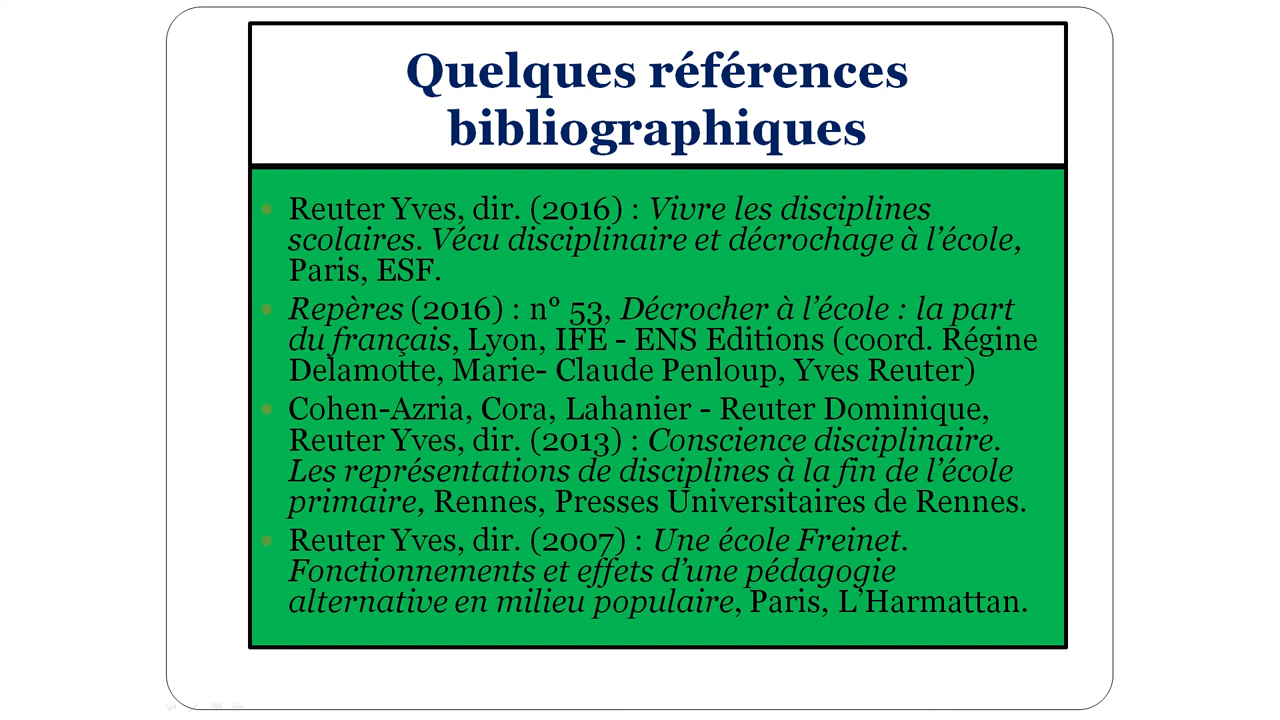 Quelques références
bibliographiques
Reuter Yves, dir. (2016) : Vivre les disciplines
scolaires. Vécu disciplinaire et décrochage à l’école,
Paris, ESF.
Repères (2016) : n° 53, Décrocher à l’école : la part
du français, Lyon, IFE - ENS Editions (coord. Régine
Delamotte, Marie- Claude Penloup, Yves Reuter)
Cohen-Azria, Cora, Lahanier - Reuter Dominique,
Reuter Yves, dir. (2013) : Conscience disciplinaire.
Les représentations de disciplines à la fin de l’école
primaire, Rennes, Presses Universitaires de Rennes.
Reuter Yves, dir. (2007) : Une école Freinet.
Fonctionnements et effets d’une pédagogie
alternative en milieu populaire, Paris, L’Harmattan.